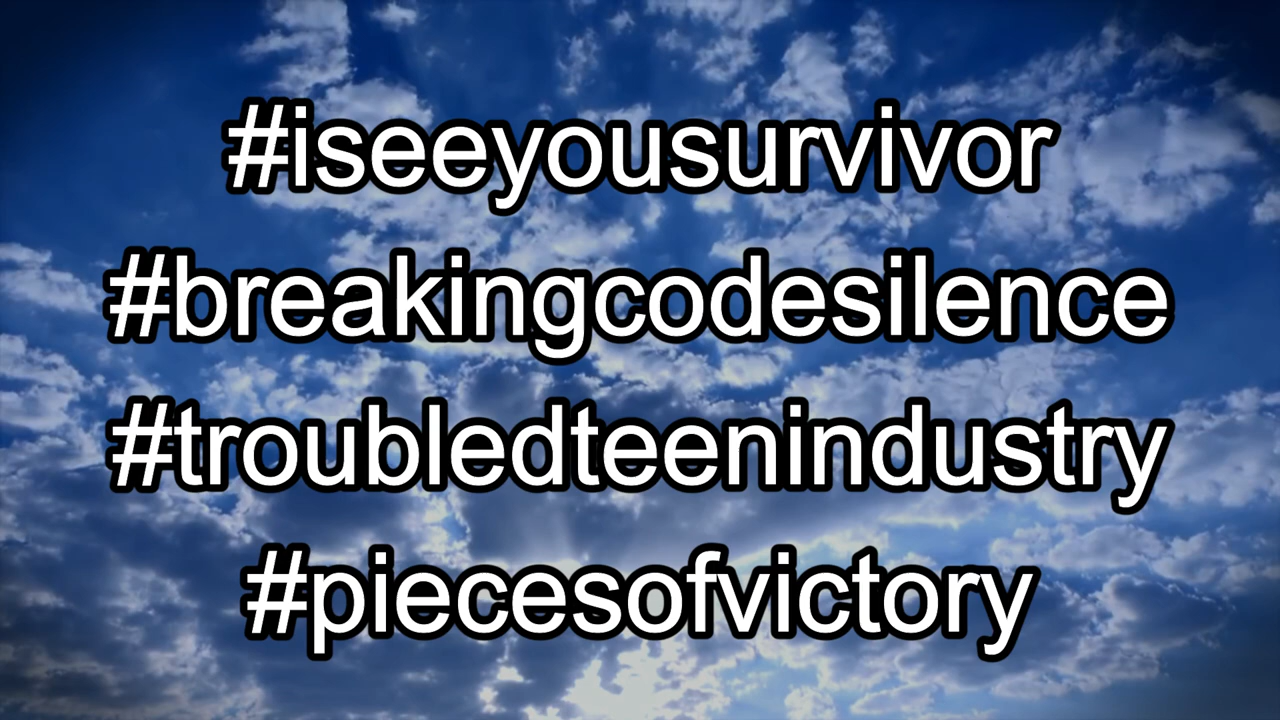 #iseeyousurvivor
#breakingcodesilence
#troubledteenindustry
#piecesofvictory